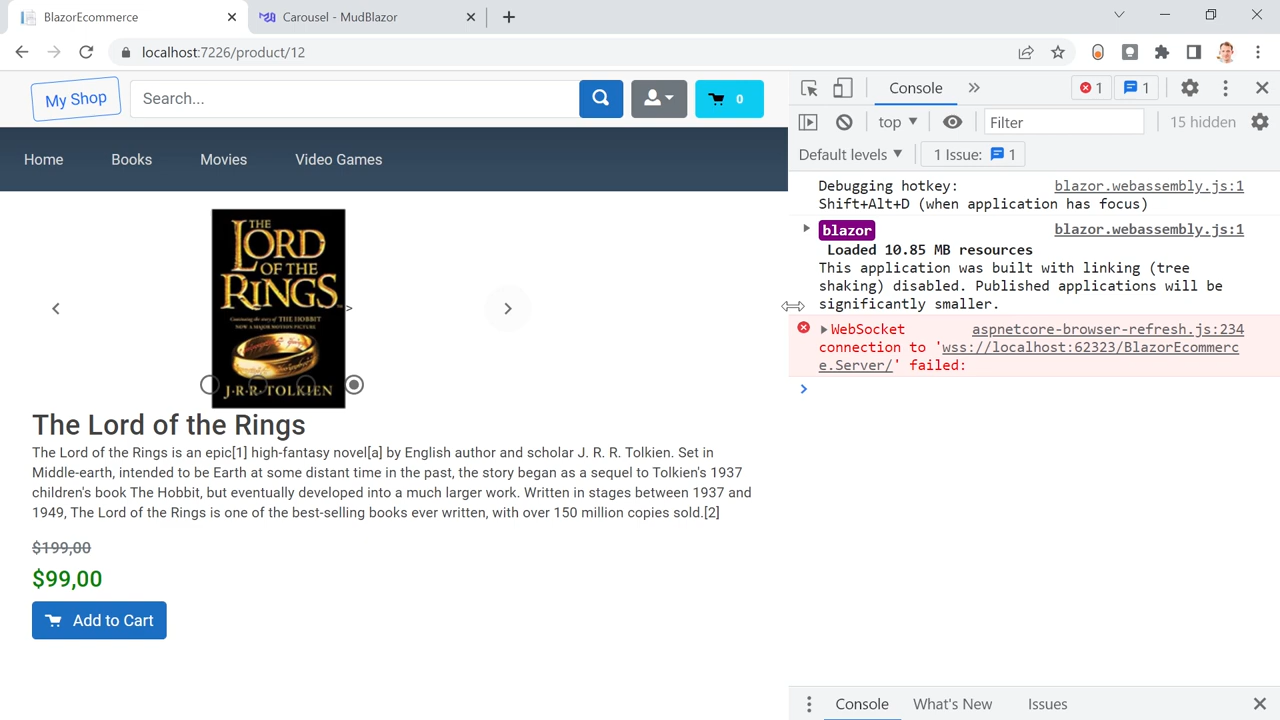 BlazorEcommerce
Carousel - MudBlazor
localhost:7226/product/12
My Shop
Search...
0
Home
Books
Movies
Video Games
THE
LORD
OF THE
RINGS
>
J·R·R·TOLKIEN
The Lord of the Rings
The Lord of the Rings is an epic[1] high-fantasy novel[a] by English author and scholar J. R. R. Tolkien. Set in
Middle-earth, intended to be Earth at some distant time in the past, the story began as a sequel to Tolkien's 1937
children's book The Hobbit, but eventually developed into a much larger work. Written in stages between 1937 and
1949, The Lord of the Rings is one of the best-selling books ever written, with over 150 million copies sold.[2]
$199,00
$99,00
Add to Cart
Console
1
1
top
Filter
15 hidden
Default levels
1 Issue: 1
Debugging hotkey: blazor.webassembly.js:1
Shift+Alt+D (when application has focus)
blazor blazor.webassembly.js:1
Loaded 10.85 MB resources
This application was built with linking (tree
shaking) disabled. Published applications will be
significantly smaller.
WebSocket aspnetcore-browser-refresh.js:234
connection to 'wss://localhost:62323/BlazorEcommerc
e.Server/' failed:
Console
What's New
Issues